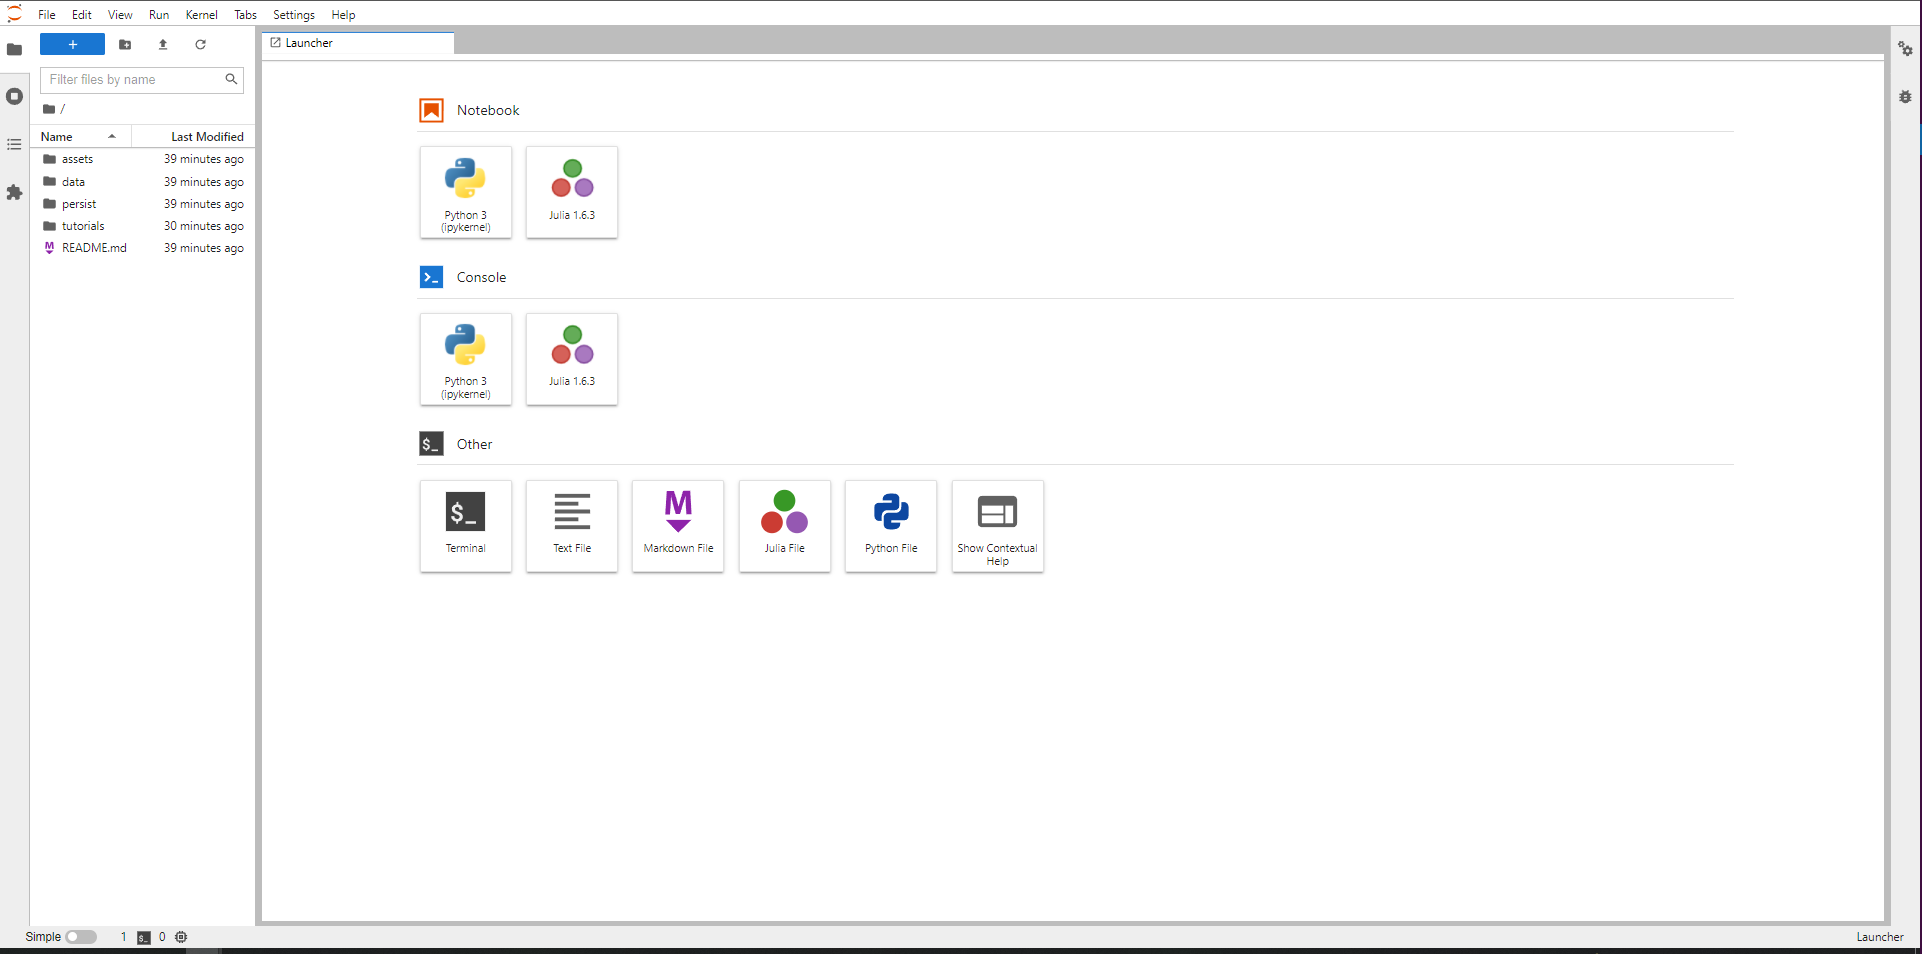 File Edit View Run Kernel Tabs Settings Help
+
Filter files by name
/
Name Last Modified
assets 39 minutes ago
data 39 minutes ago
persist 39 minutes ago
tutorials 30 minutes ago
README.md 39 minutes ago
Launcher
Notebook
Python 3
(ipykernel)
Julia 1.6.3
Console
Python 3
(ipykernel)
Julia 1.6.3
$_ Other
$_
Terminal
Text File
M
Markdown File
Julia File
Python File
Show Contextual
Help
Simple 1 $_ 0 Launcher